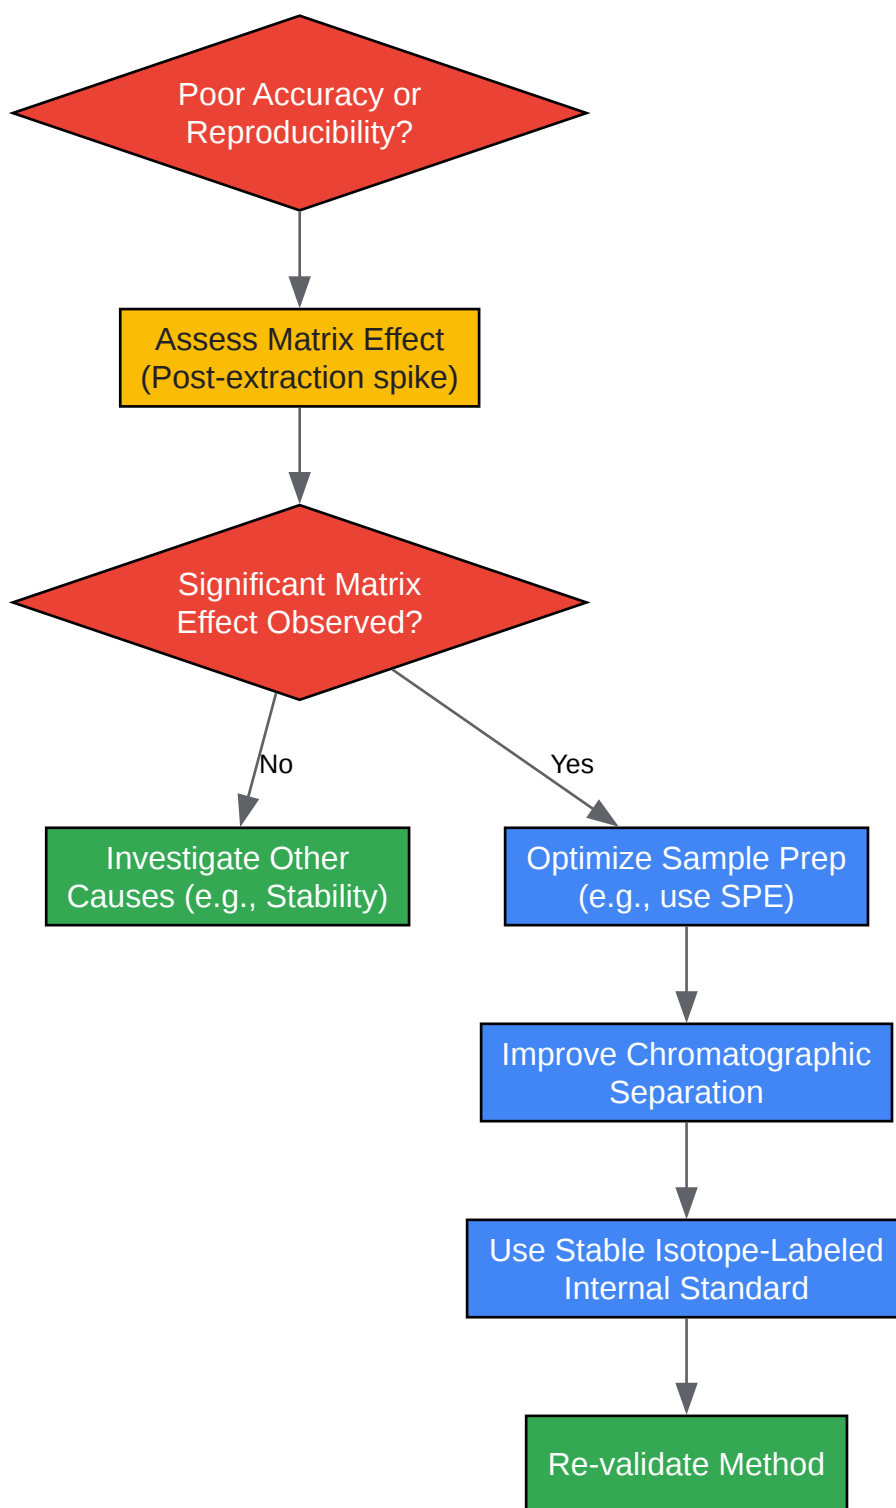 Poor Accuracy or
Reproducibility?
Assess Matrix Effect
(Post-extraction spike)
Significant Matrix
Effect Observed?
No
Yes
Investigate Other
Causes (e.g., Stability)
Optimize Sample Prep
(e.g., use SPE)
Improve Chromatographic
Separation
Use Stable Isotope-Labeled
Internal Standard
Re-validate Method